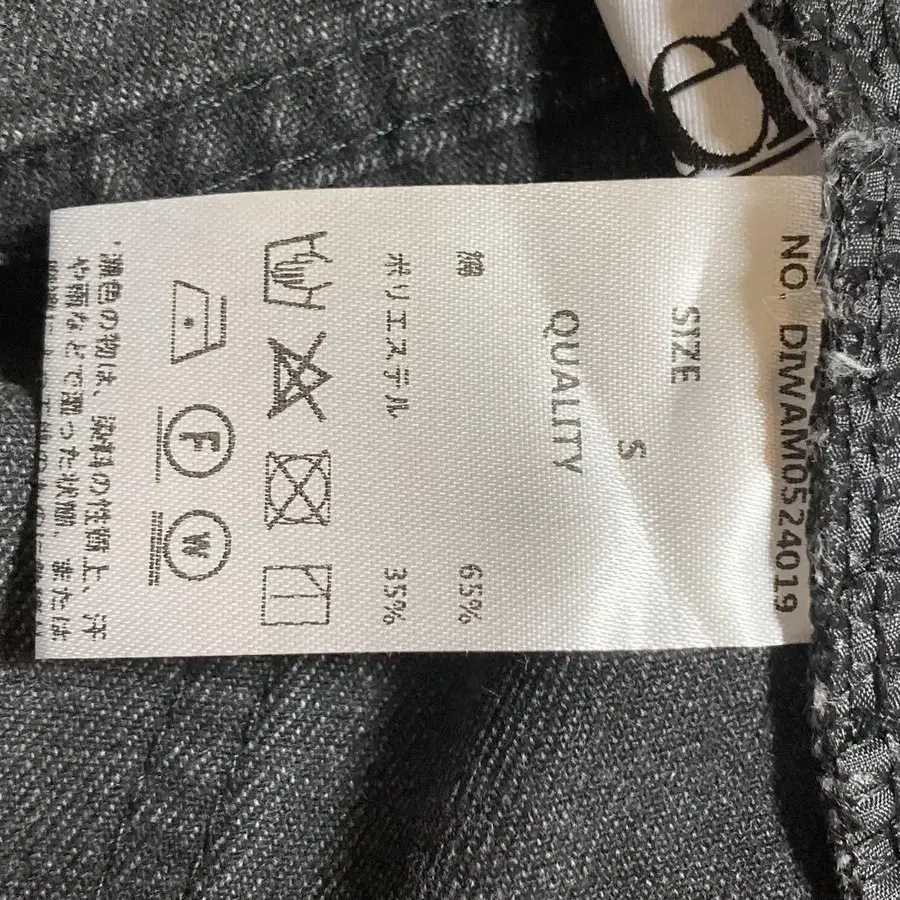 NO. DIWAM0524019
SIZE
S
QUALITY
綿 65%
ポリエステル 35%
F
W
濃色の物は、染料の性質上、汗
や雨などで湿った状態、または